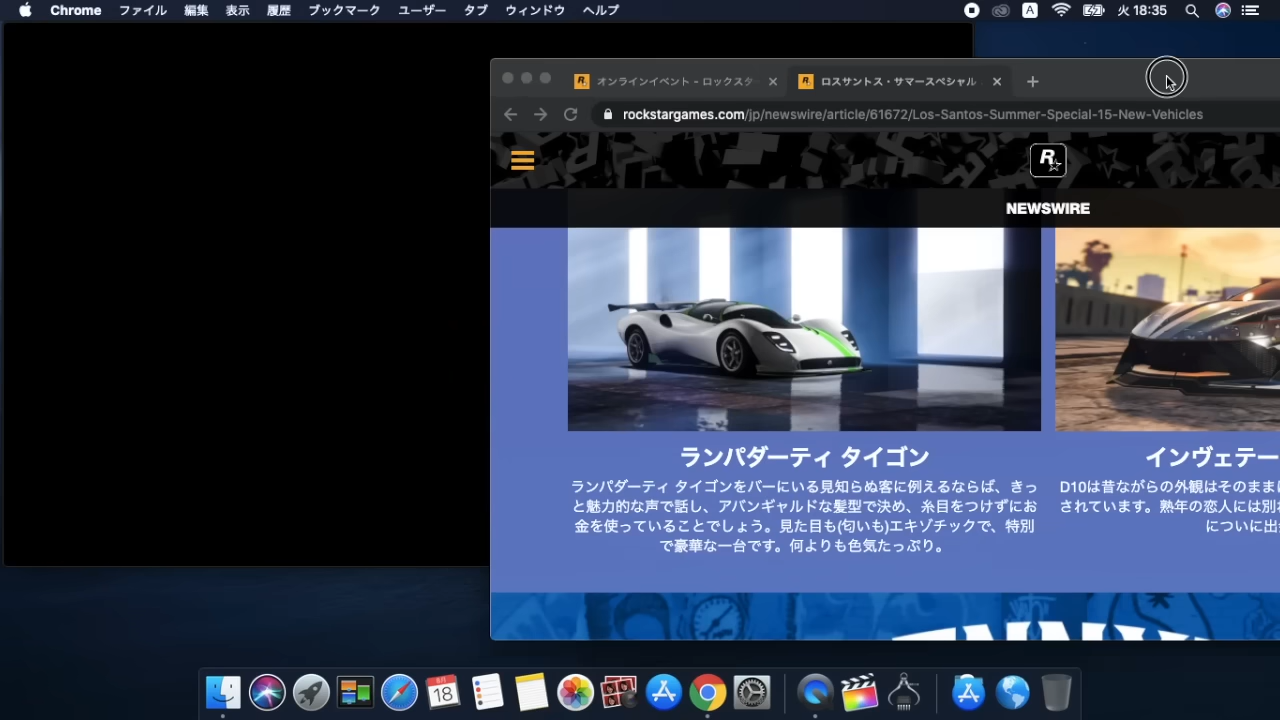 Chrome ファイル 編集 表示 履歴 ブックマーク ユーザー タブ ウィンドウ ヘルプ A 火 18:35
オンラインイベント - ロックスタ ロスサントス・サマースペシャル
rockstargames.com/jp/newswire/article/61672/Los-Santos-Summer-Special-15-New-Vehicles
R
NEWSWIRE
ランパダーティ タイゴン
ランパダーティ タイゴンをバーにいる見知らぬ客に例えるならば、きっ
と魅力的な声で話し、アバンギャルドな髪型で決め、糸目をつけずにお
金を使っていることでしょう。見た目も(匂いも)エキゾチックで、特別
で豪華な一台です。何よりも色気たっぷり。
インヴェテー
D10は昔ながらの外観はそのまま
されています。熟年の恋人には別
についに出
8月
18